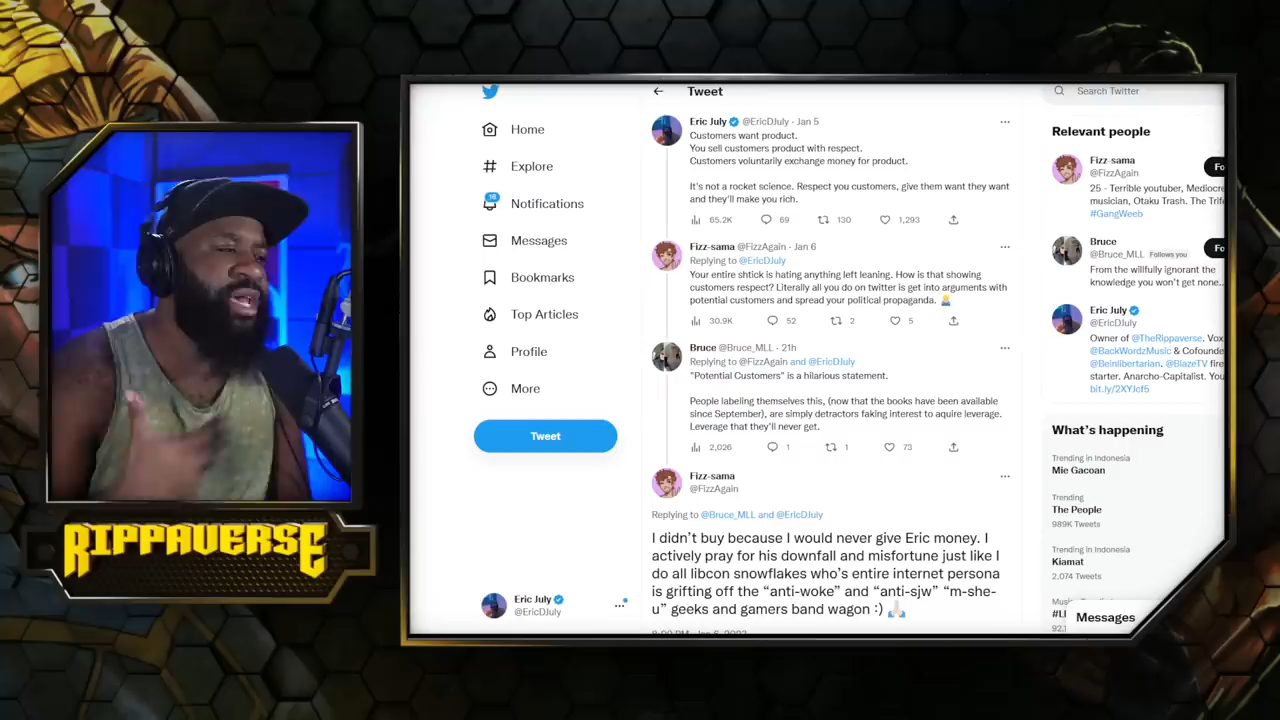 RIPPAVERSE
Home
Explore
16
Notifications
Messages
Bookmarks
Top Articles
Profile
More
Tweet
Eric July
@EricDJuly
Tweet
Eric July @EricDJuly · Jan 5
Customers want product.
You sell customers product with respect.
Customers voluntarily exchange money for product.
It's not a rocket science. Respect you customers, give them want they want
and they'll make you rich.
65.2K 69 130 1,293
Fizz-sama @FizzAgain · Jan 6
Replying to @EricDJuly
Your entire shtick is hating anything left leaning. How is that showing
customers respect? Literally all you do on twitter is get into arguments with
potential customers and spread your political propaganda.
30.9K 52 2 5
Bruce @Bruce_MLL · 21h
Replying to @FizzAgain and @EricDJuly
"Potential Customers" is a hilarious statement.
People labeling themselves this, (now that the books have been available
since September), are simply detractors faking interest to aquire leverage.
Leverage that they'll never get.
2,026 1 1 73
Fizz-sama
@FizzAgain
Replying to @Bruce_MLL and @EricDJuly
I didn't buy because I would never give Eric money. I
actively pray for his downfall and misfortune just like I
do all libcon snowflakes who's entire internet persona
is grifting off the "anti-woke" and "anti-sjw" "m-she-
u" geeks and gamers band wagon :)
Search Twitter
Relevant people
Fizz-sama
@FizzAgain
Fo
25 - Terrible youtuber, Mediocre
musician, Otaku Trash. The Trif
#GangWeeb
Bruce
@Bruce_MLL Follows you
Fo
From the willfully ignorant the
knowledge you won't get none..
Eric July
@EricDJuly
Owner of @TheRippaverse. Vox
@BackWordzMusic & Cofounde
@Beinlibertarian. @BlazeTV fire
starter. Anarcho-Capitalist. You
bit.ly/2XYJcf5
What's happening
Trending in Indonesia
Mie Gacoan
Trending
The People
989K Tweets
Trending in Indonesia
Kiamat
2,074 Tweets
Messages